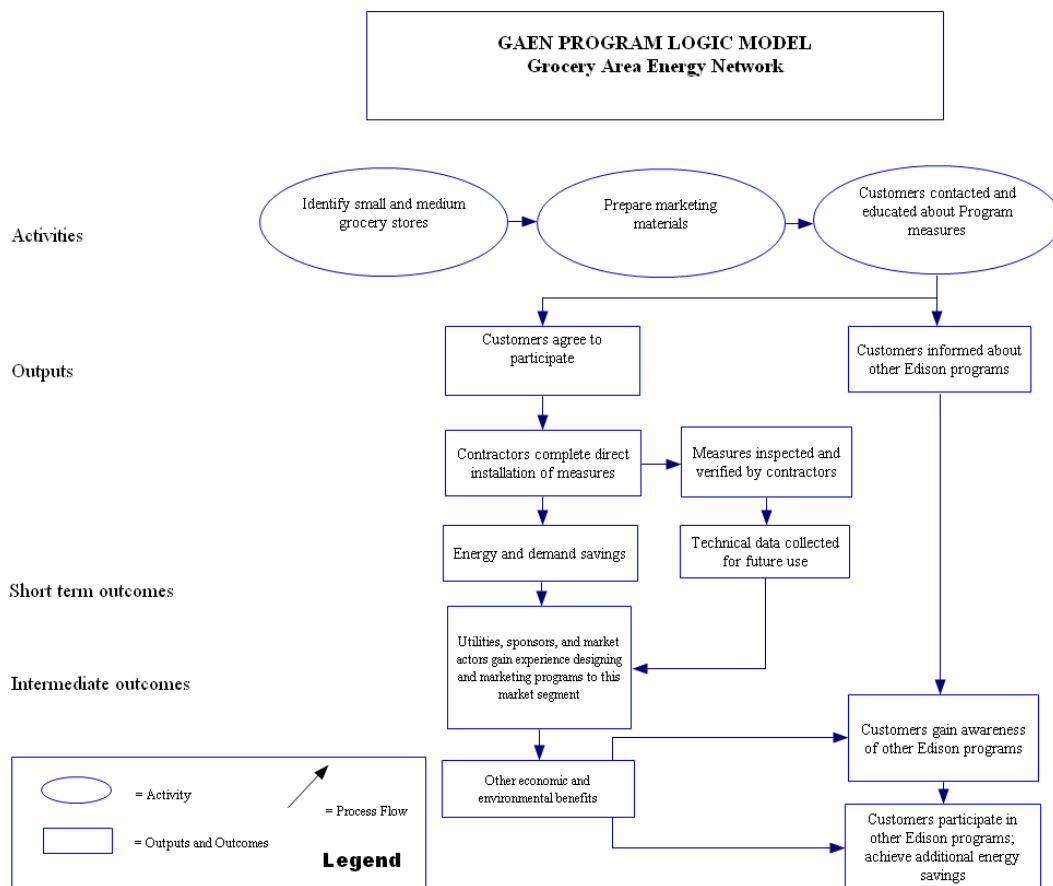 GAEN PROGRAM LOGIC MODEL
Grocery Area Energy Network
Activities
Identify small and medium
grocery stores
Prepare marketing
materials
Customers contacted and
educated about Program
measures
Outputs
Customers agree to
participate
Customers informed about
other Edison programs
Contractors complete direct
installation of measures
Measures inspected and
verified by contractors
Energy and demand savings
Technical data collected
for future use
Short term outcomes
Utilities, sponsors, and market
actors gain experience designing
and marketing programs to this
market segment
Intermediate outcomes
Customers gain awareness
of other Edison programs
Other economic and
environmental benefits
Customers participate in
other Edison programs;
achieve additional energy
savings
= Activity
= Process Flow
= Outputs and Outcomes
Legend